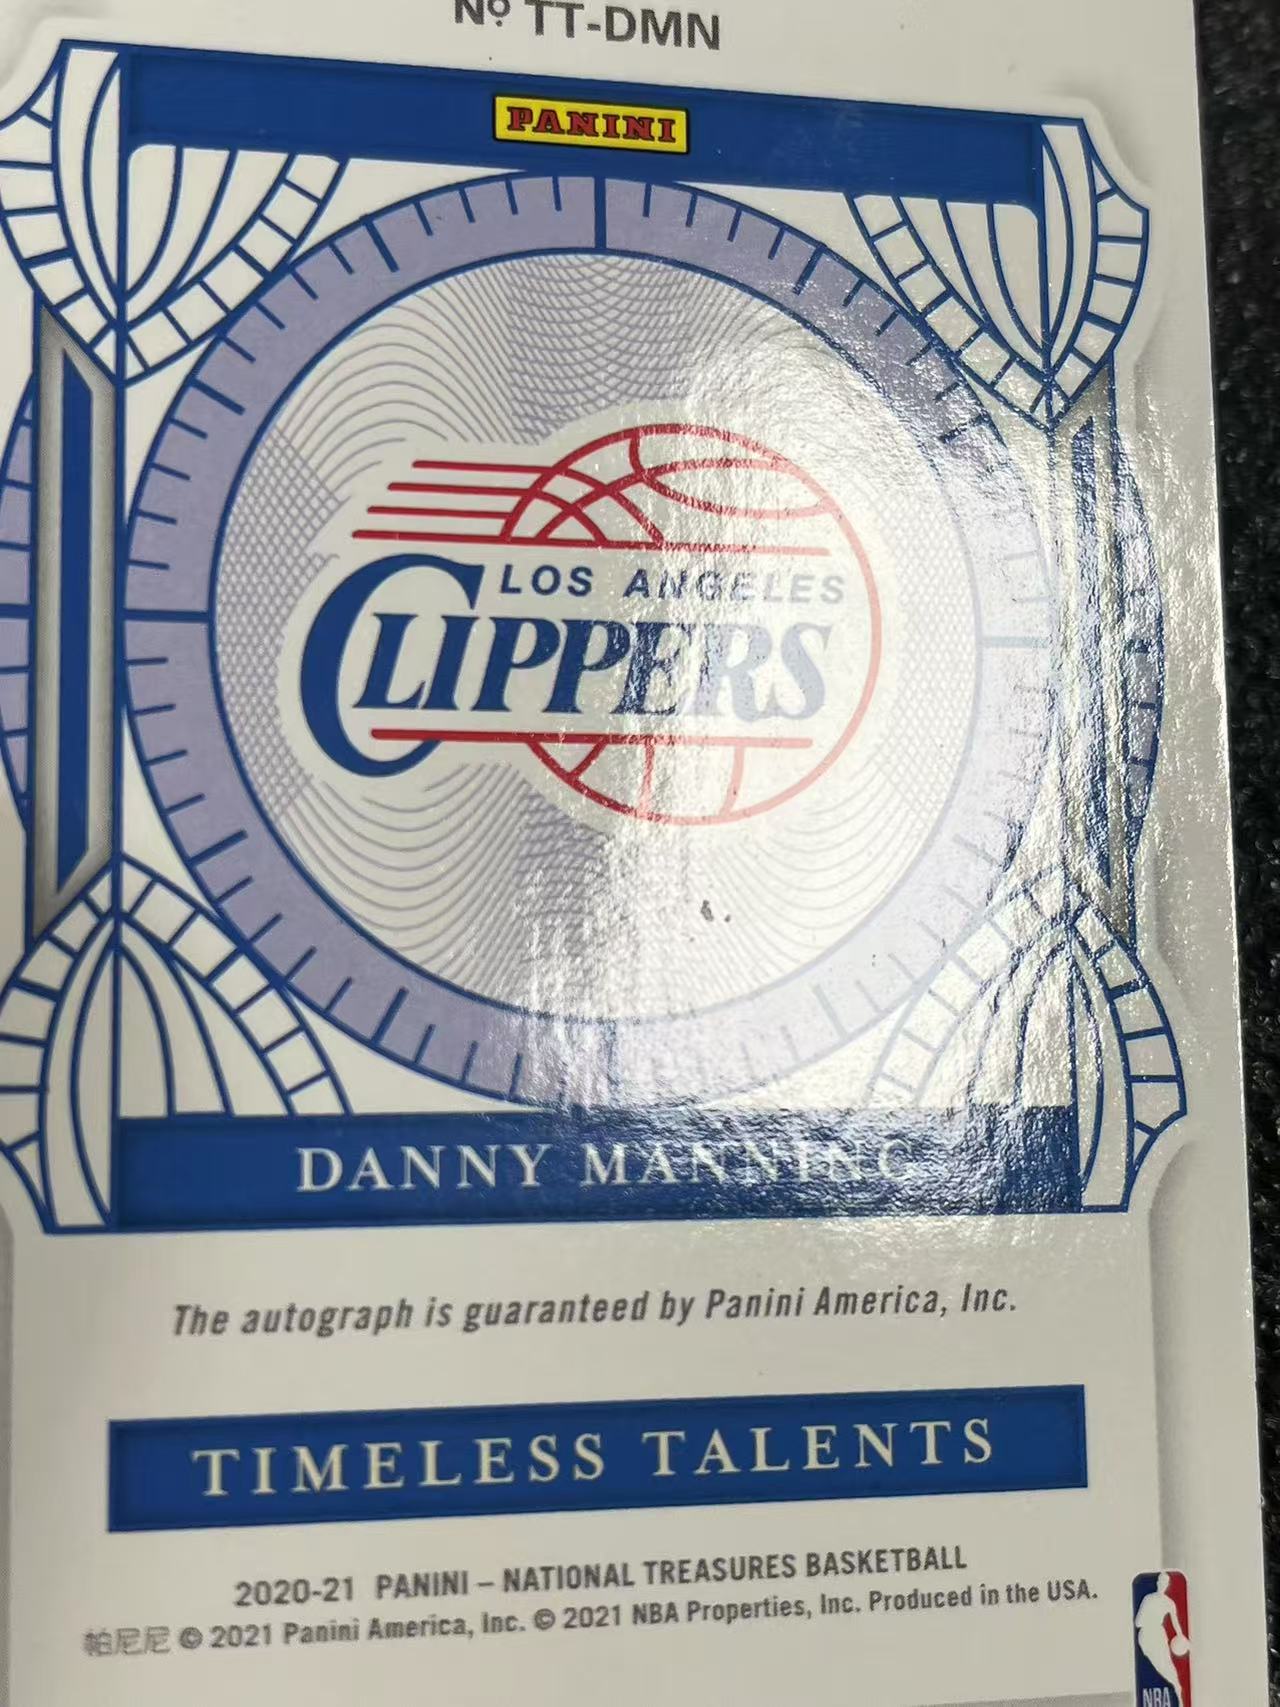 Nº TT-DMN
PANINI
LOS ANGELES
CLIPPERS
DANNY MANNING
The autograph is guaranteed by Panini America, Inc.
TIMELESS TALENTS
2020-21 PANINI – NATIONAL TREASURES BASKETBALL
帕尼尼 © 2021 Panini America, Inc. © 2021 NBA Properties, Inc. Produced in the USA.
NBA